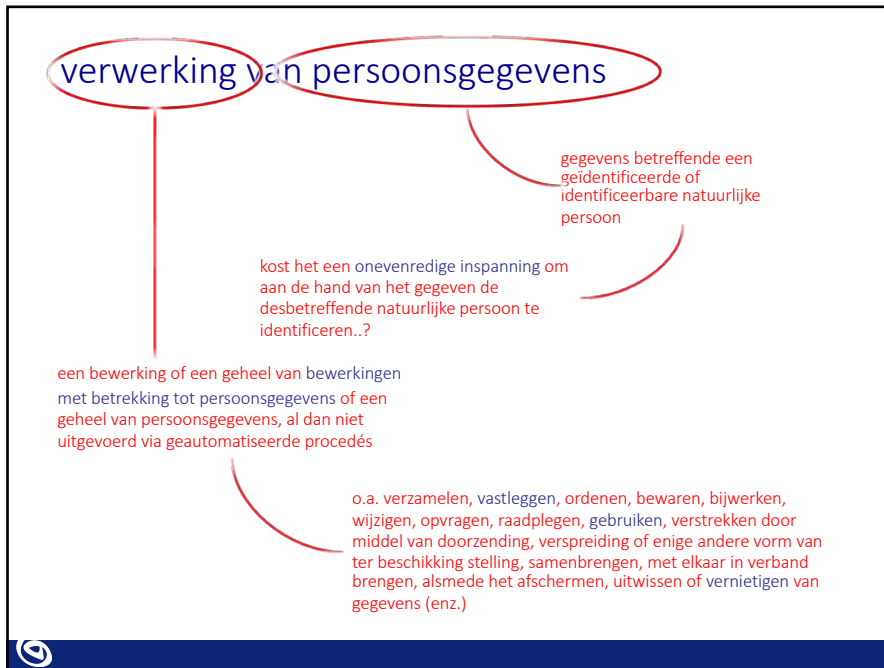 verwerking van persoonsgegevens
gegevens betreffende een
geïdentificeerde of
identificeerbare natuurlijke
persoon
kost het een onevenredige inspanning om
aan de hand van het gegeven de
desbetreffende natuurlijke persoon te
identificeren..?
een bewerking of een geheel van bewerkingen
met betrekking tot persoonsgegevens of een
geheel van persoonsgegevens, al dan niet
uitgevoerd via geautomatiseerde procedés
o.a. verzamelen, vastleggen, ordenen, bewaren, bijwerken,
wijzigen, opvragen, raadplegen, gebruiken, verstrekken door
middel van doorzending, verspreiding of enige andere vorm van
ter beschikking stelling, samenbrengen, met elkaar in verband
brengen, alsmede het afschermen, uitwissen of vernietigen van
gegevens (enz.)